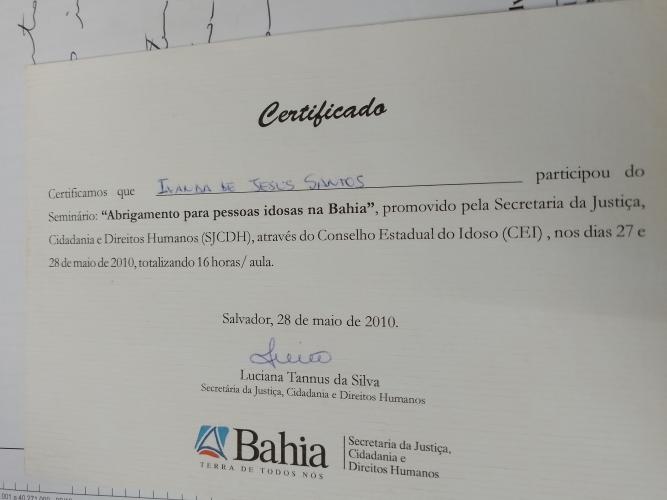 Certificado
Certificamos que Ivanna de Jesus Santos participou do
Seminário: “Abrigamento para pessoas idosas na Bahia”, promovido pela Secretaria da Justiça,
Cidadania e Direitos Humanos (SJCDH), através do Conselho Estadual do Idoso (CEI) , nos dias 27 e
28 de maio de 2010, totalizando 16 horas/ aula.
Salvador, 28 de maio de 2010.
Luciana Tannus da Silva
Secretária da Justiça, Cidadania e Direitos Humanos
Bahia
TERRA DE TODOS NÓS
Secretaria da Justiça,
Cidadania e
Direitos Humanos